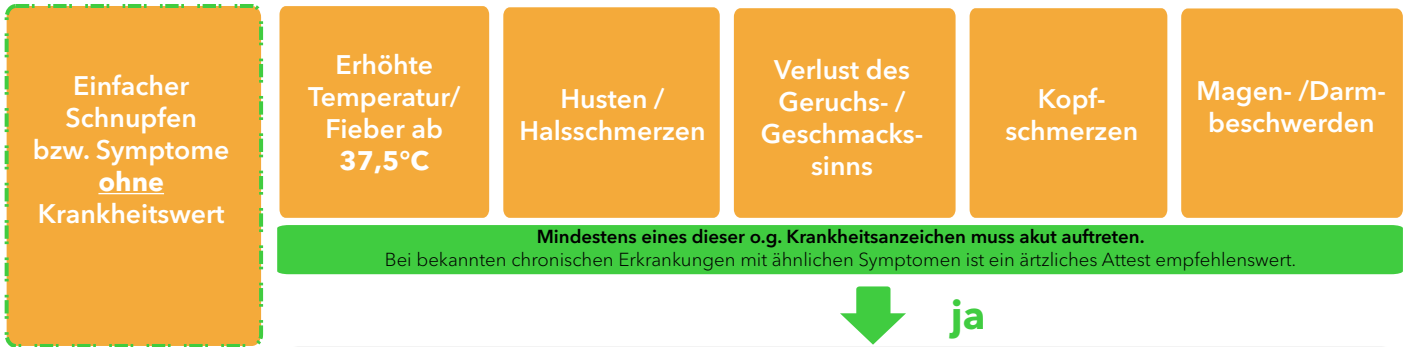 Einfacher
Schnupfen
bzw. Symptome
ohne
Krankheitswert
Erhöhte
Temperatur/
Fieber ab
37,5°C
Husten /
Halsschmerzen
Verlust des
Geruchs- /
Geschmacks-
sinns
Kopf-
schmerzen
Magen- /Darm-
beschwerden
Mindestens eines dieser o.g. Krankheitsanzeichen muss akut auftreten.
Bei bekannten chronischen Erkrankungen mit ähnlichen Symptomen ist ein ärtzliches Attest empfehlenswert.
ja